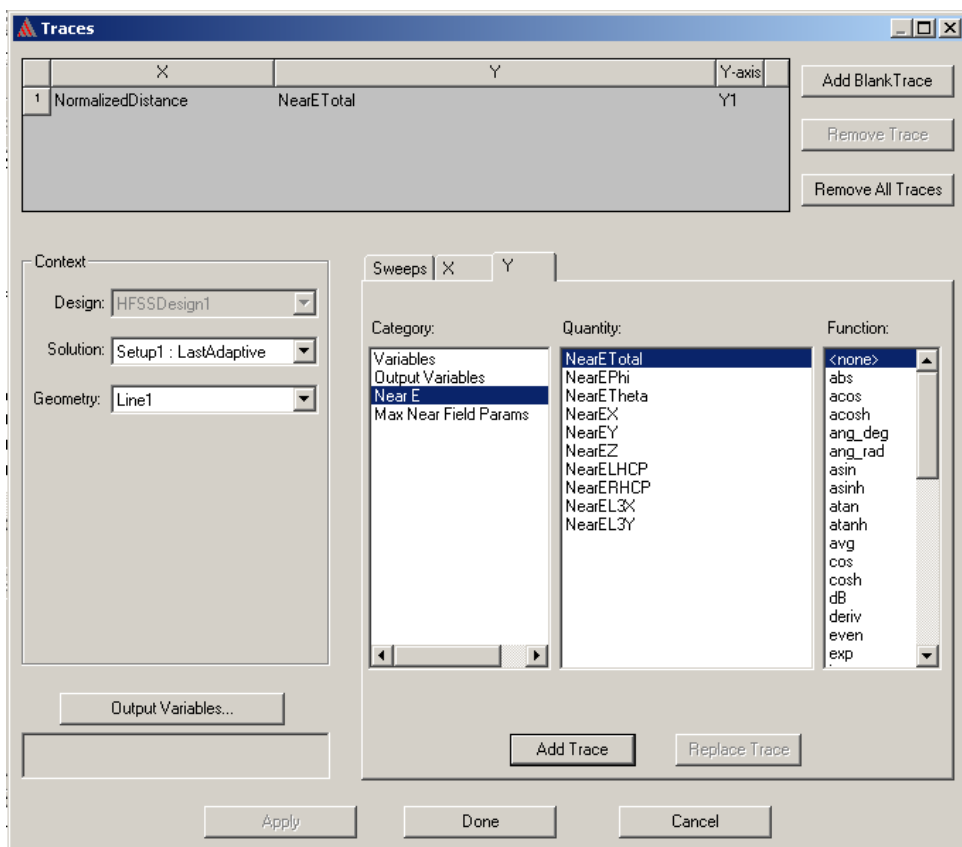 Traces
X Y Y-axis
1 NormalizedDistance NearETotal Y1
Add BlankTrace
Remove Trace
Remove All Traces
Context
Design: HFSSDesign1
Solution: Setup1 : LastAdaptive
Geometry: Line1
Output Variables...
Sweeps X Y
Category:
Variables
Output Variables
Near E
Max Near Field Params
Quantity:
NearETotal
NearEPhi
NearETheta
NearEX
NearEY
NearEZ
NearELHCP
NearERHCP
NearEL3X
NearEL3Y
Function:
<none>
abs
acos
acosh
ang_deg
ang_rad
asin
asinh
atan
atanh
avg
cos
cosh
dB
deriv
even
exp
Add Trace
Replace Trace
Apply
Done
Cancel